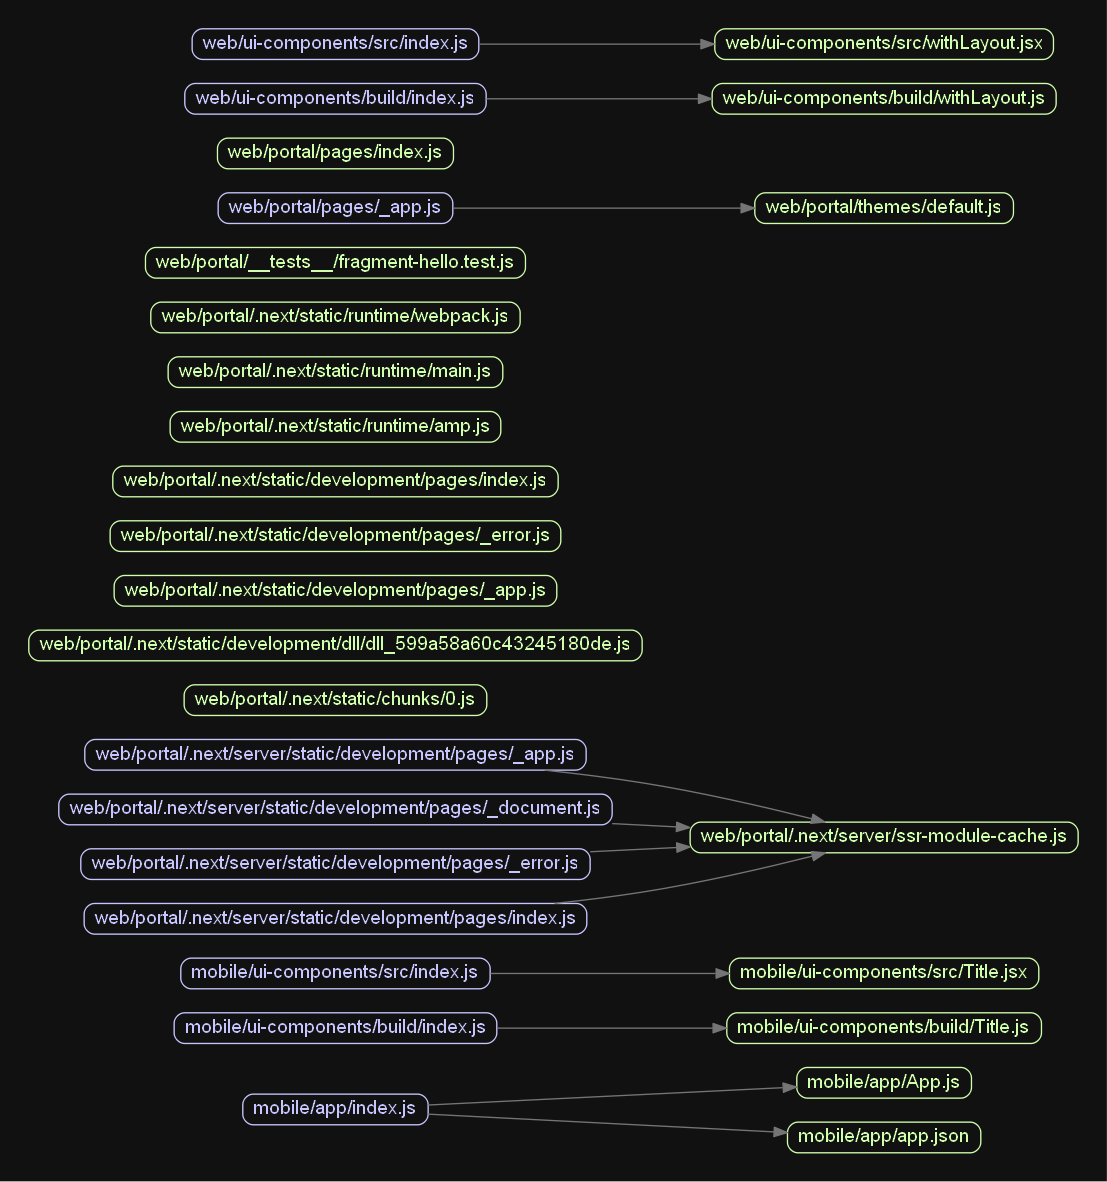 web/ui-components/src/index.js
web/ui-components/src/withLayout.jsx
web/ui-components/build/index.js
web/ui-components/build/withLayout.js
web/portal/pages/index.js
web/portal/pages/_app.js
web/portal/themes/default.js
web/portal/__tests__/fragment-hello.test.js
web/portal/.next/static/runtime/webpack.js
web/portal/.next/static/runtime/main.js
web/portal/.next/static/runtime/amp.js
web/portal/.next/static/development/pages/index.js
web/portal/.next/static/development/pages/_error.js
web/portal/.next/static/development/pages/_app.js
web/portal/.next/static/development/dll/dll_599a58a60c43245180de.js
web/portal/.next/static/chunks/0.js
web/portal/.next/server/static/development/pages/_app.js
web/portal/.next/server/static/development/pages/_document.js
web/portal/.next/server/ssr-module-cache.js
web/portal/.next/server/static/development/pages/_error.js
web/portal/.next/server/static/development/pages/index.js
mobile/ui-components/src/index.js
mobile/ui-components/src/Title.jsx
mobile/ui-components/build/index.js
mobile/ui-components/build/Title.js
mobile/app/App.js
mobile/app/index.js
mobile/app/app.json